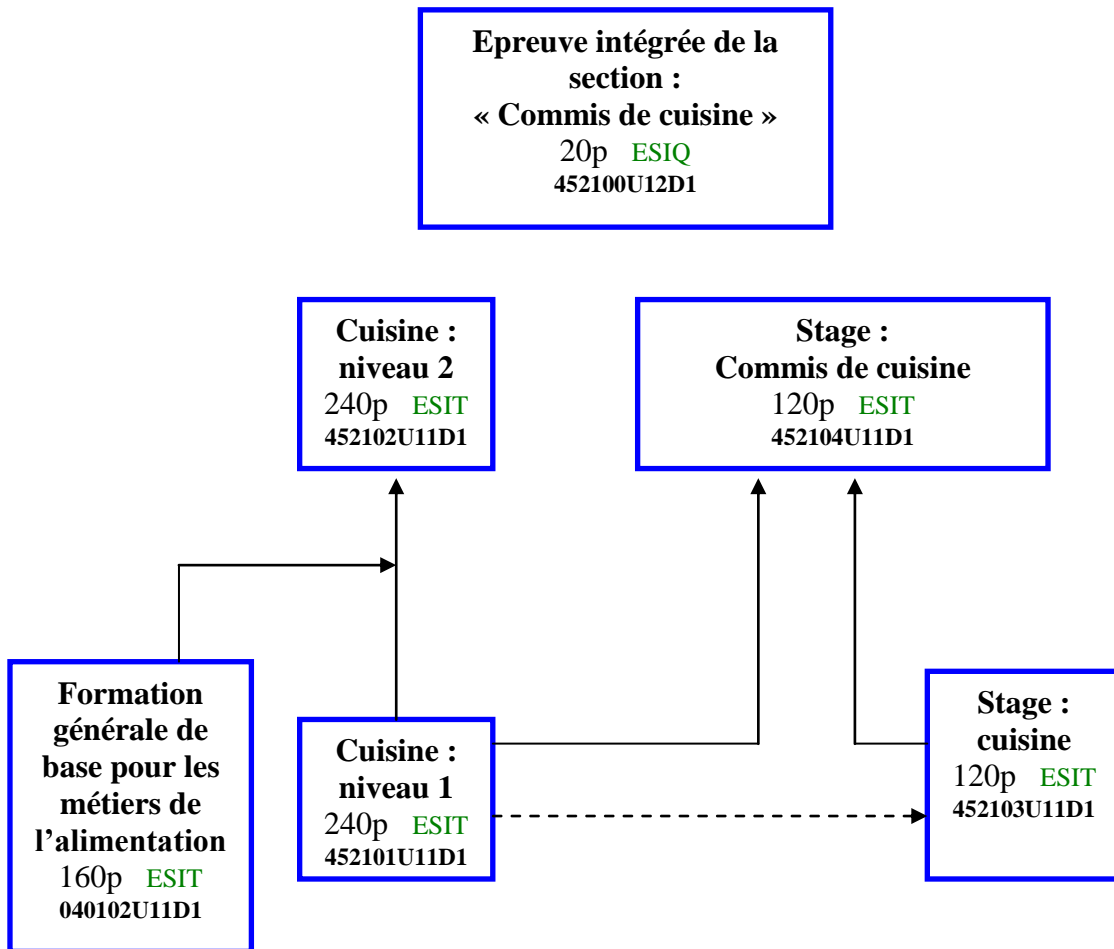 Epreuve intégrée de la
section :
« Commis de cuisine »
20p ESIQ
452100U12D1
Cuisine :
niveau 2
240p ESIT
452102U11D1
Stage :
Commis de cuisine
120p ESIT
452104U11D1
Formation
générale de
base pour les
métiers de
l’alimentation
160p ESIT
040102U11D1
Cuisine :
niveau 1
240p ESIT
452101U11D1
Stage :
cuisine
120p ESIT
452103U11D1